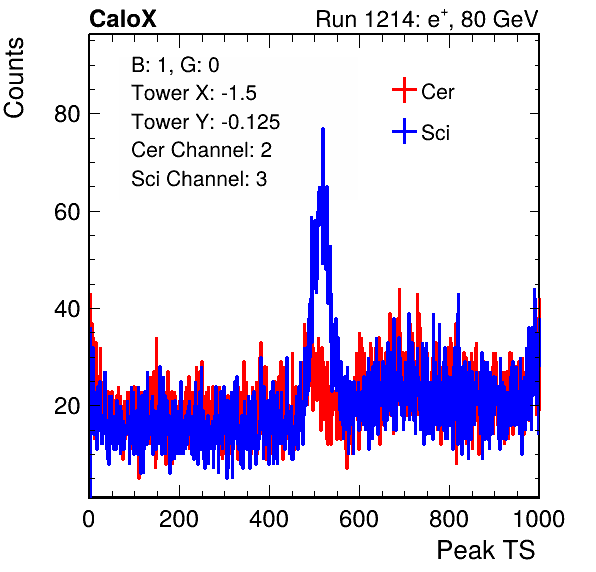 CaloX Run 1214: e⁺, 80 GeV
Counts
B: 1, G: 0
Tower X: -1.5
Tower Y: -0.125
Cer Channel: 2
Sci Channel: 3
Cer
Sci
80
60
40
20
0 200 400 600 800 1000
Peak TS